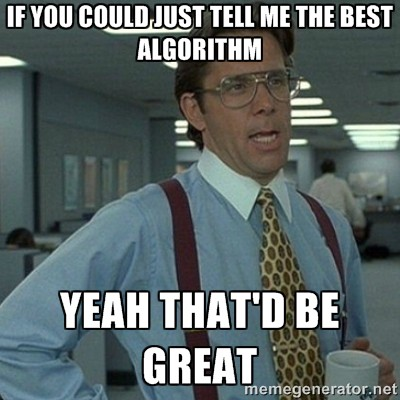 IF YOU COULD JUST TELL ME THE BEST
ALGORITHM
YEAH THAT'D BE
GREAT
memegenerator.net